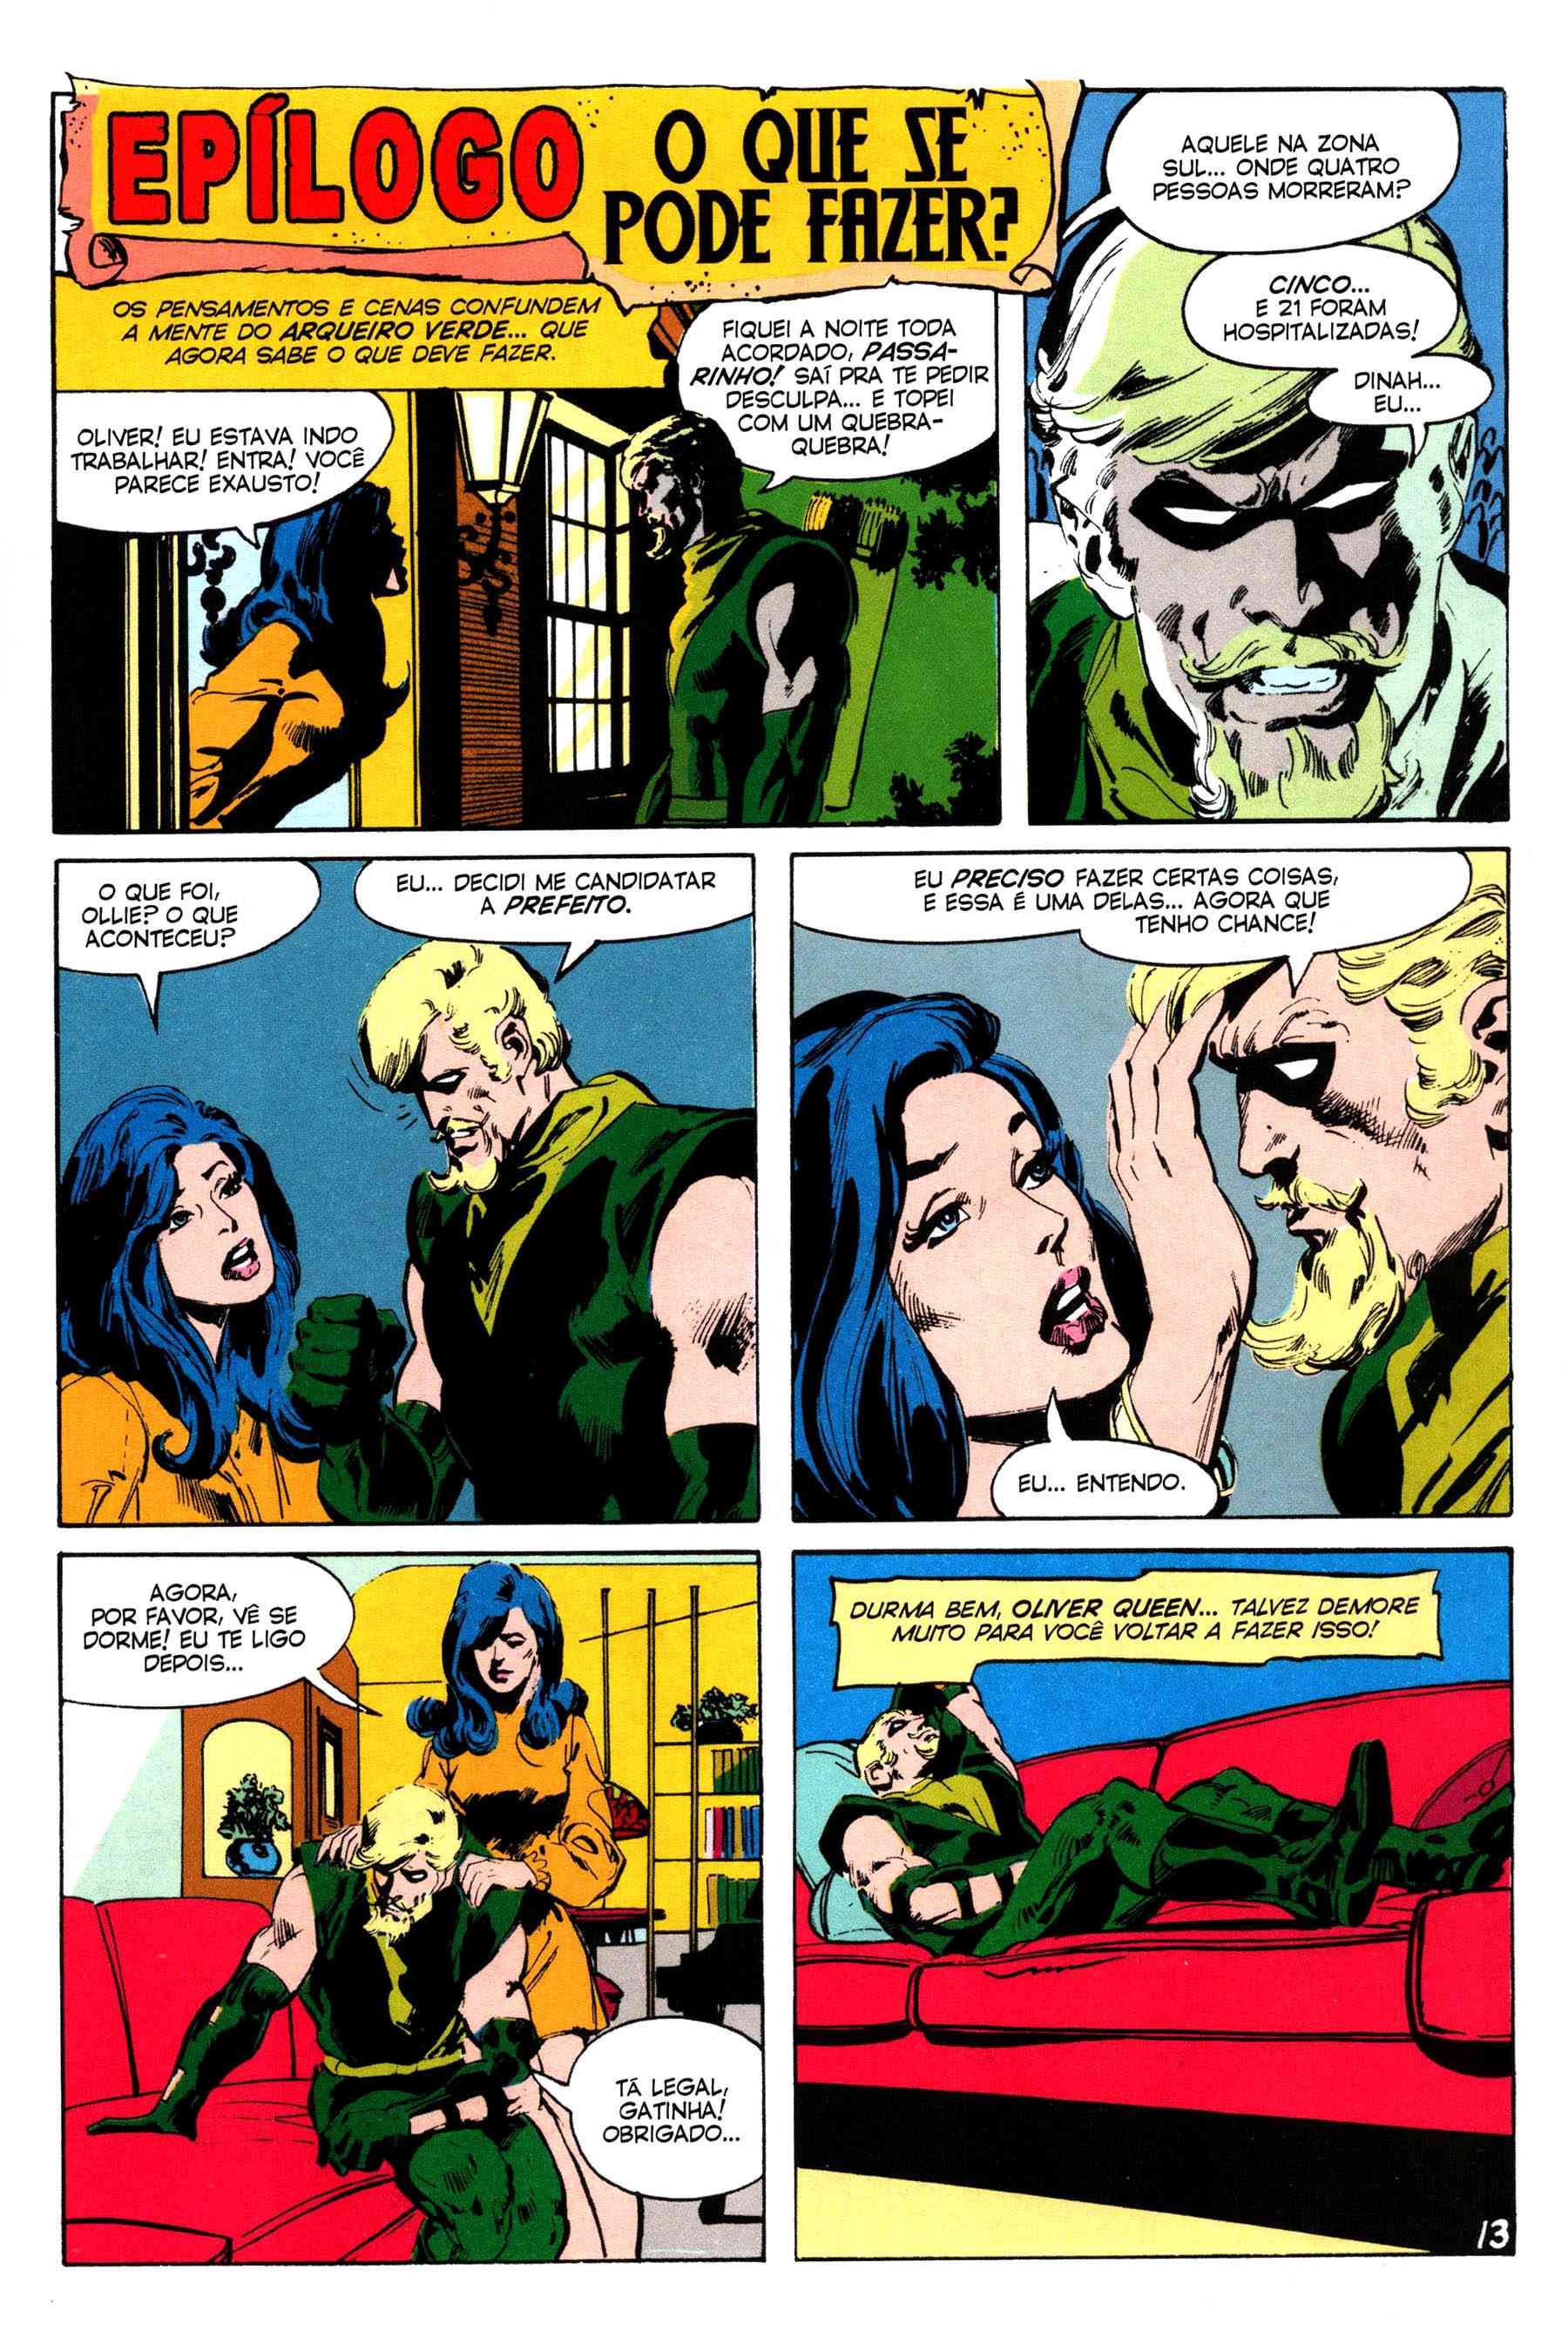 EPÍLOGO
O QUE SE
PODE FAZER?
OS PENSAMENTOS E CENAS CONFUNDEM
A MENTE DO ARQUEIRO VERDE... QUE
AGORA SABE O QUE DEVE FAZER.
OLIVER! EU ESTAVA INDO
TRABALHAR! ENTRA! VOCÊ
PARECE EXAUSTO!
FIQUEI A NOITE TODA
ACORDADO, PASSA-
RINHO! SAÍ PRA TE PEDIR
DESCULPA... E TOPEI
COM UM QUEBRA-
QUEBRA!
AQUELE NA ZONA
SUL... ONDE QUATRO
PESSOAS MORRERAM?
CINCO...
E 21 FORAM
HOSPITALIZADAS!
DINAH...
EU...
O QUE FOI,
OLLIE? O QUE
ACONTECEU?
EU... DECIDI ME CANDIDATAR
A PREFEITO.
EU PRECISO FAZER CERTAS COISAS,
E ESSA É UMA DELAS... AGORA QUE
TENHO CHANCE!
EU... ENTENDO.
AGORA,
POR FAVOR, VÊ SE
DORME! EU TE LIGO
DEPOIS...
TÁ LEGAL,
GATINHA!
OBRIGADO...
DURMA BEM, OLIVER QUEEN... TALVEZ DEMORE
MUITO PARA VOCÊ VOLTAR A FAZER ISSO!
13